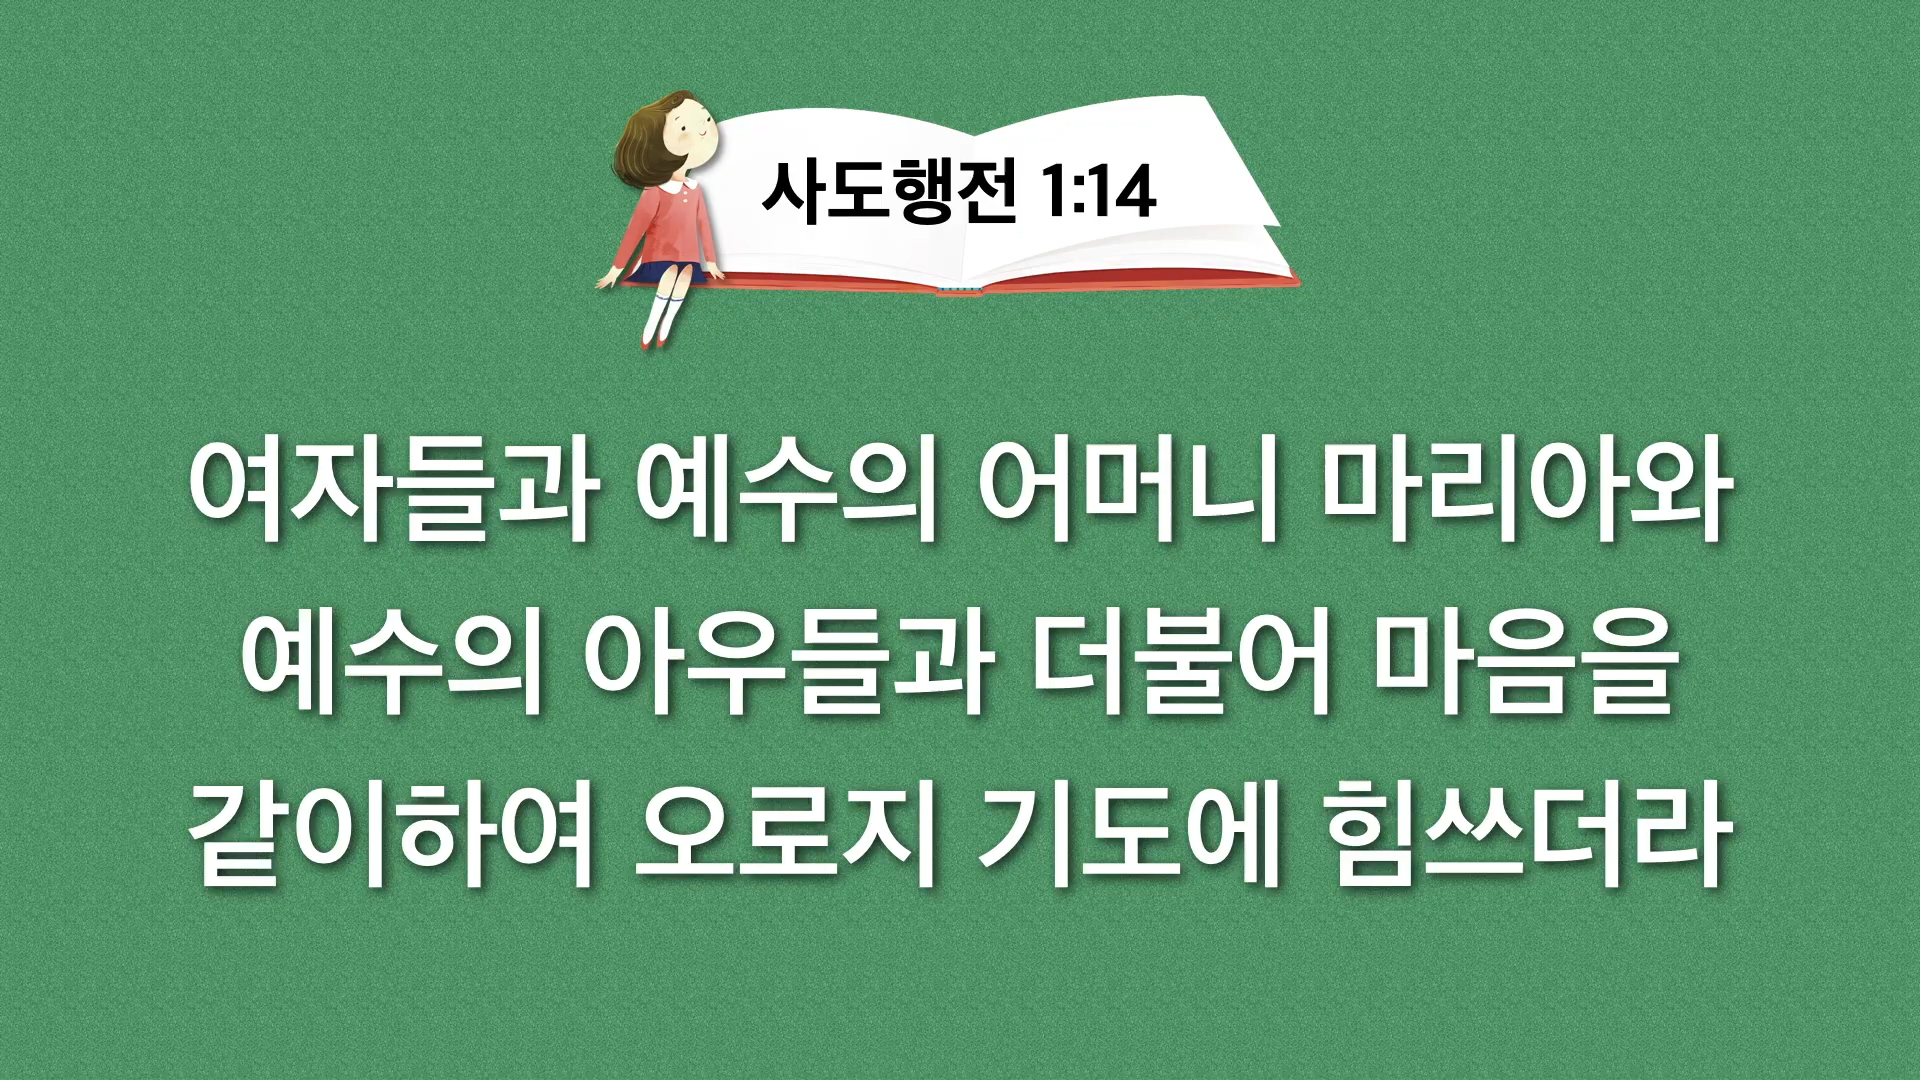 사도행전 1:14
여자들과 예수의 어머니 마리아와
예수의 아우들과 더불어 마음을
같이하여 오로지 기도에 힘쓰더라